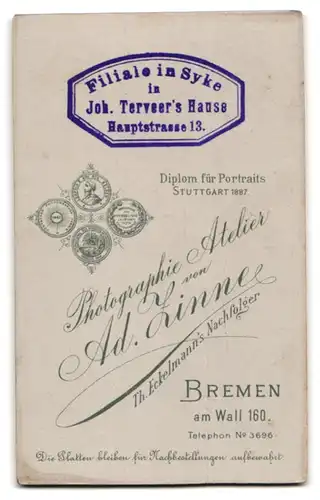 Filiale in Syke
in
Joh. Terveer's Hause
Hauptstrasse 13.
Diplom für Portraits
STUTTGART 1887.
Photographie Atelier
von
Ad. Zinne
Th. Eckelmann's Nachfolger
BREMEN
am Wall 160.
Telephon No 3696.
Die Platten bleiben für Nachbestellungen aufbewahrt